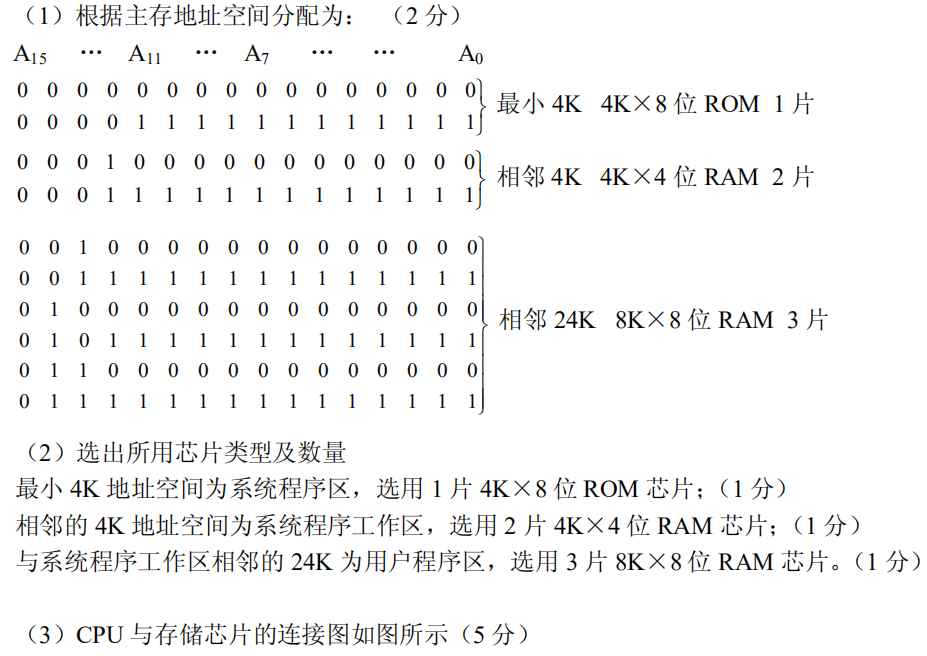 （1）根据主存地址空间分配为： （2 分）
A15 … A11 … A7 … … A0
0 0 0 0 0 0 0 0 0 0 0 0 0 0 0 0
最小 4K 4K×8 位 ROM 1 片
0 0 0 0 1 1 1 1 1 1 1 1 1 1 1 1
0 0 0 1 0 0 0 0 0 0 0 0 0 0 0 0
相邻 4K 4K×4 位 RAM 2 片
0 0 0 1 1 1 1 1 1 1 1 1 1 1 1 1
0 0 1 0 0 0 0 0 0 0 0 0 0 0 0 0
0 0 1 1 1 1 1 1 1 1 1 1 1 1 1 1
0 1 0 0 0 0 0 0 0 0 0 0 0 0 0 0
相邻 24K 8K×8 位 RAM 3 片
0 1 0 1 1 1 1 1 1 1 1 1 1 1 1 1
0 1 1 0 0 0 0 0 0 0 0 0 0 0 0 0
0 1 1 1 1 1 1 1 1 1 1 1 1 1 1 1
（2）选出所用芯片类型及数量
最小 4K 地址空间为系统程序区，选用 1 片 4K×8 位 ROM 芯片；（1 分）
相邻的 4K 地址空间为系统程序工作区，选用 2 片 4K×4 位 RAM 芯片；（1 分）
与系统程序工作区相邻的 24K 为用户程序区，选用 3 片 8K×8 位 RAM 芯片。（1 分）
（3）CPU 与存储芯片的连接图如图所示（5 分）